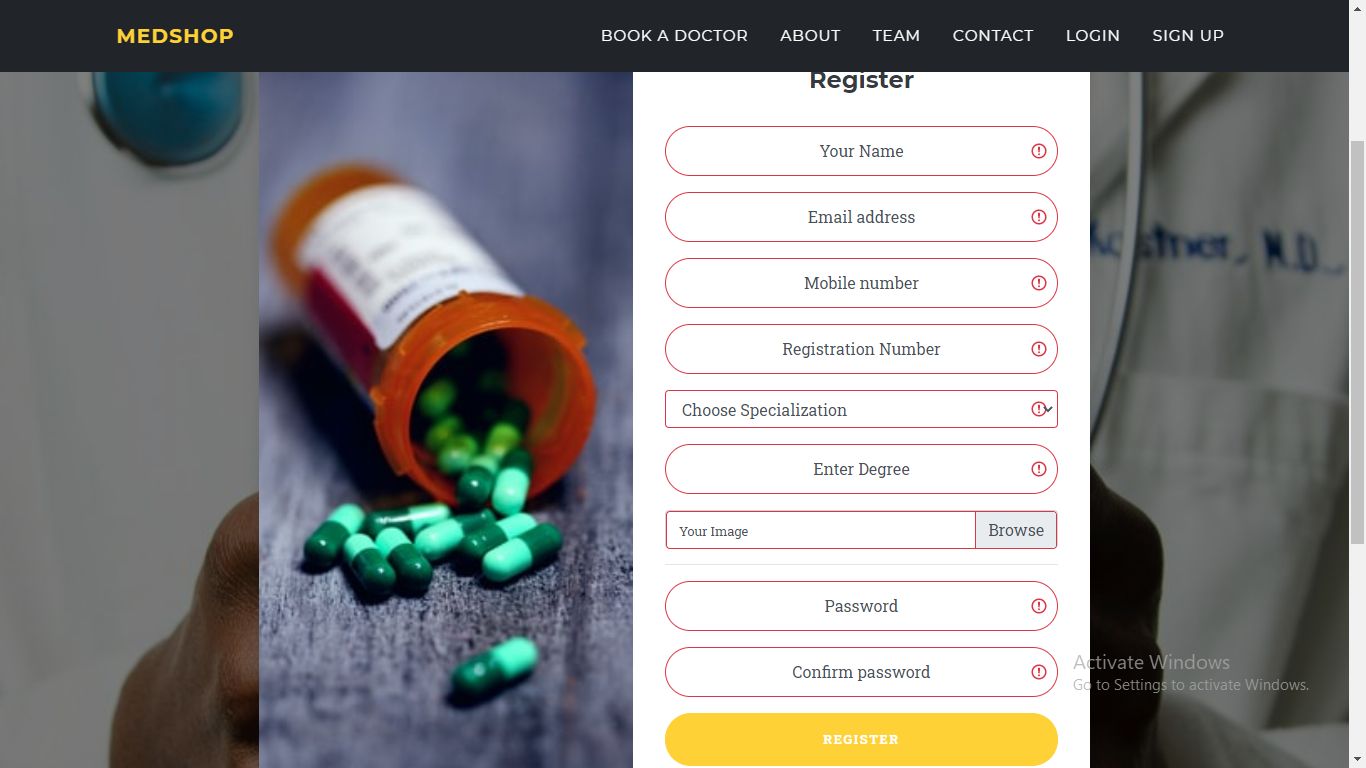 MEDSHOP
BOOK A DOCTOR ABOUT TEAM CONTACT LOGIN SIGN UP
Register
Your Name
Email address
Mobile number
Registration Number
Choose Specialization
Enter Degree
Your Image Browse
Password
Confirm password
REGISTER
M.D.
Activate Windows
Go to Settings to activate Windows.